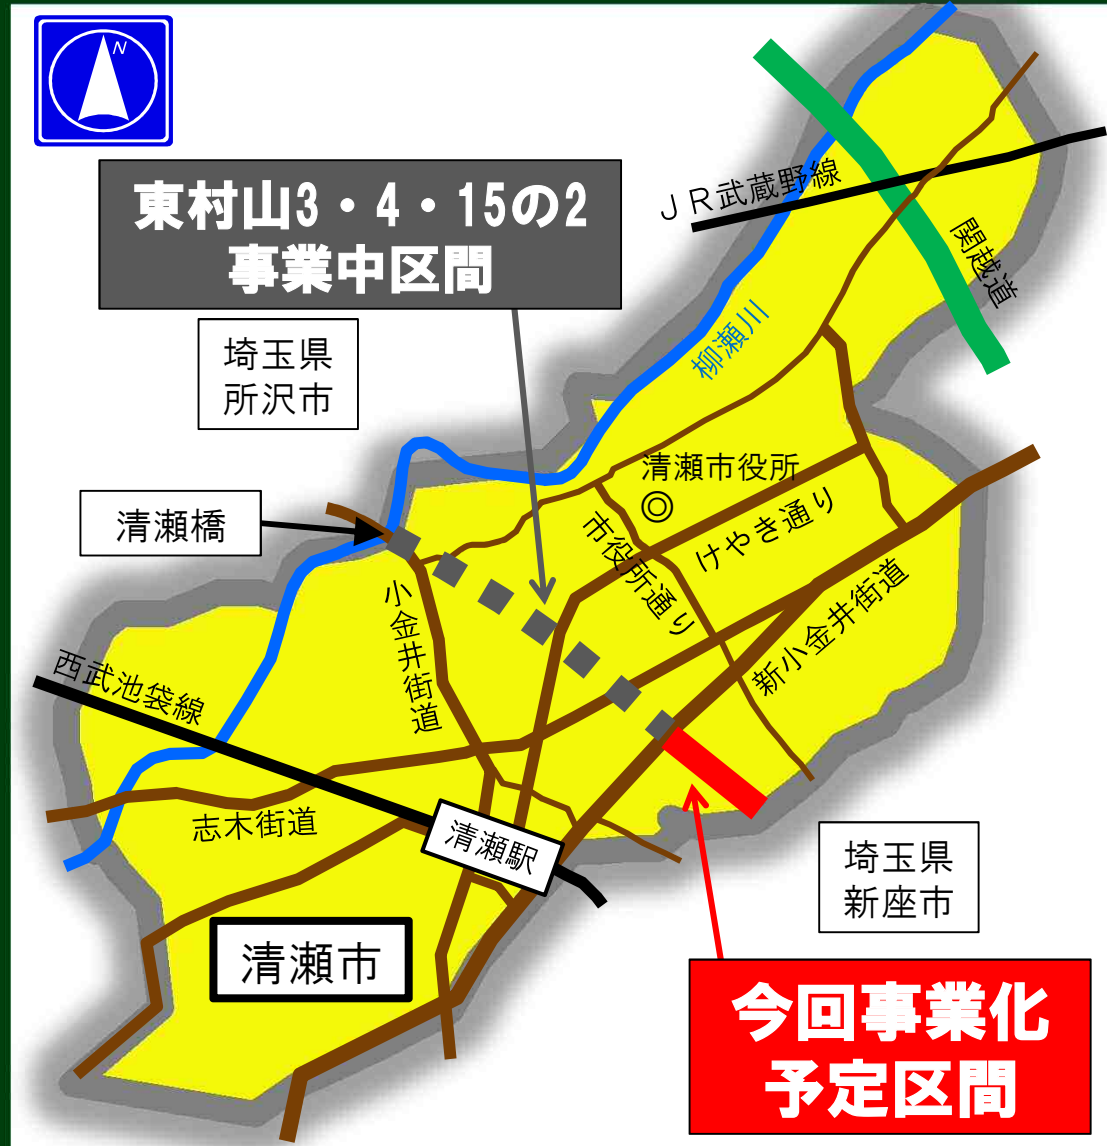 N
東村山3・4・15の2
事業中区間
JR武蔵野線
関越道
埼玉県
所沢市
柳瀬川
清瀬市役所
清瀬橋
市役所通り
けやき通り
小金井街道
新小金井街道
西武池袋線
志木街道
清瀬駅
埼玉県
新座市
清瀬市
今回事業化
予定区間